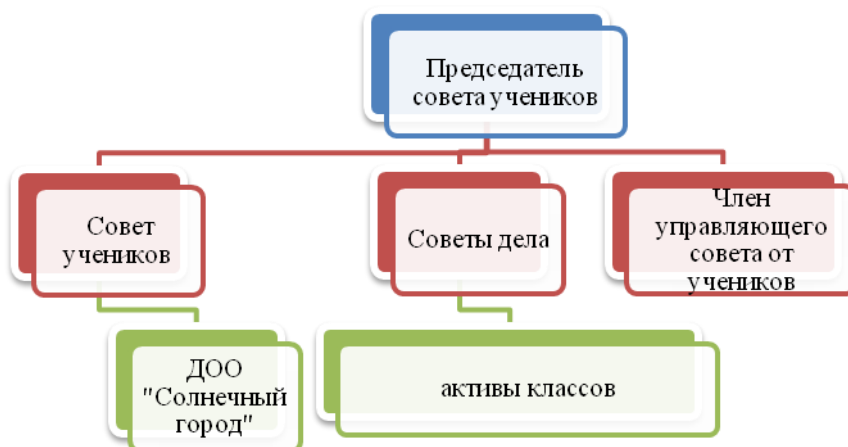 Председатель
совета учеников
Совет
учеников
Советы дела
Член
управляющего
совета от
учеников
ДОО
"Солнечный
город"
активы классов